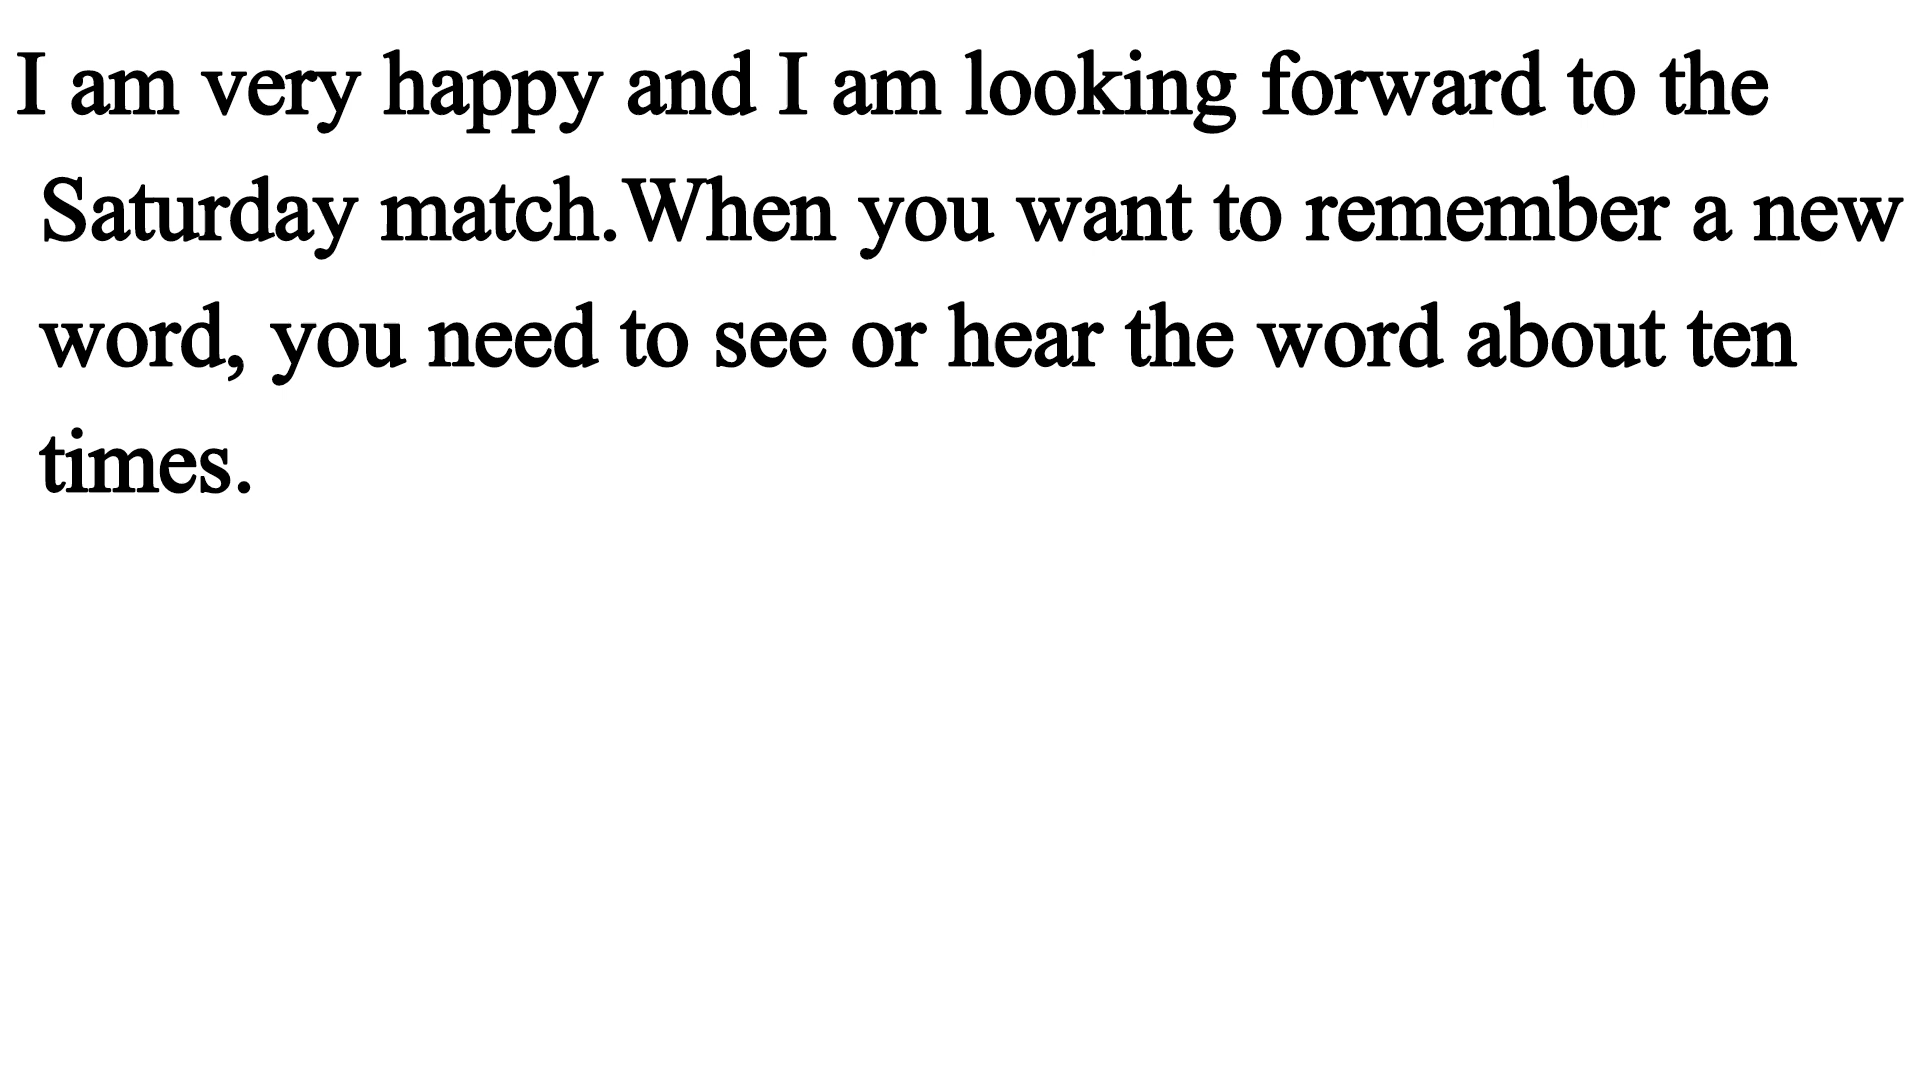 I am very happy and I am looking forward to the
Saturday match.When you want to remember a new
word, you need to see or hear the word about ten
times.